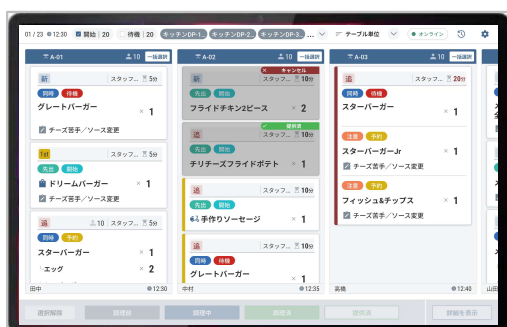 01 / 23 12:30 開始 | 20 待機 | 20 キッチンDP-1... キッチンDP-2... キッチンDP-3... ... テーブル単位 オンライン
A-01 10 一括選択
新 スタッフ... 5分
同時 待機
グレートバーガー × 1
チーズ苦手／ソース変更
1st スタッフ... 5分
先出 開始
ドリームバーガー × 1
チーズ苦手／ソース変更
追 10 スタッフ... 5分
同時 予約
スターバーガー × 1
エッグ × 2
田中 12:30
A-02 10 一括選択
× キャンセル
新 スタッフ... 10分
先出 開始
フライドチキン2ピース × 2
提供済
追 スタッフ... 10分
先出 開始
チリチーズフライドポテト × 1
追 スタッフ... 10分
先出 開始
手作りソーセージ × 1
追 スタッフ... 10分
同時 待機
グレートバーガー × 1
中村 12:35
A-03 10 一括選択
追 スタッフ... 20分
同時 待機
スターバーガー × 1
注意 予約
スターバーガーJr × 1
チーズ苦手／ソース変更
注意 予約
フィッシュ&チップス × 1
チーズ苦手／ソース変更
高橋 12:40
山田
選択解除 調理前 調理中 調理済 提供済 詳細を表示